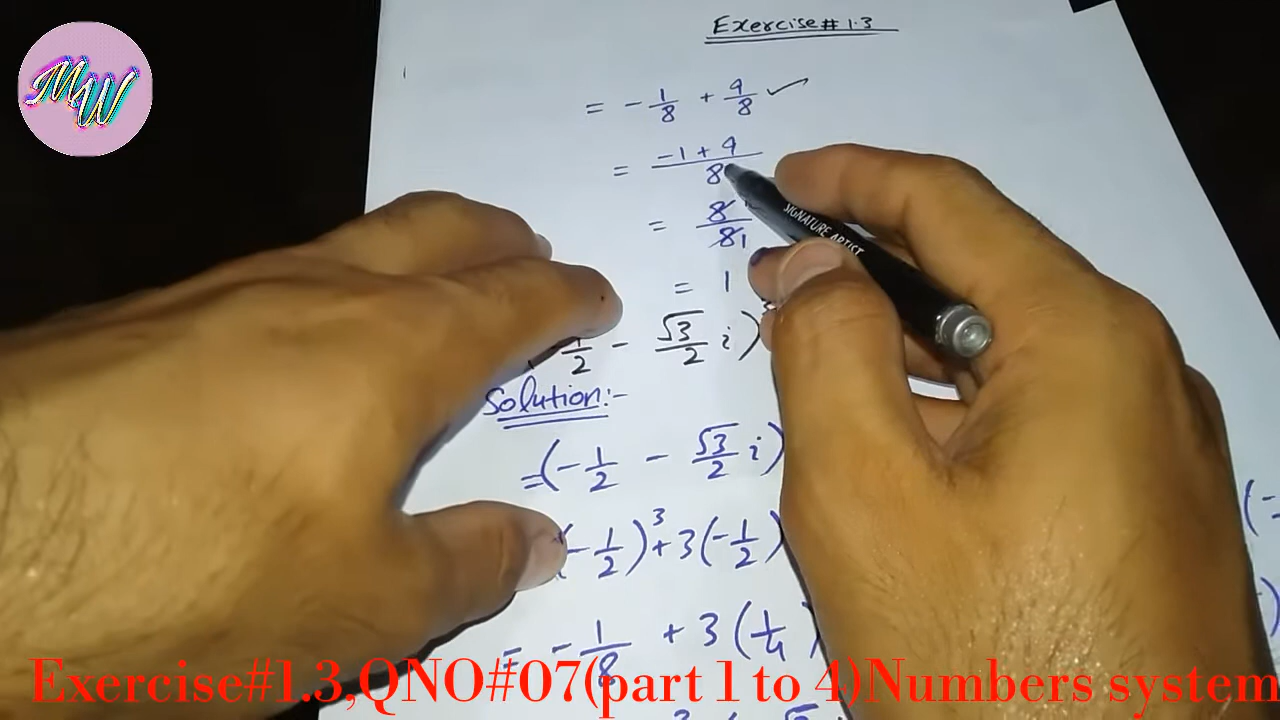 MW
Exercise# 1.3
= -1/8 + 9/8 ✓
= -1+9/8
= 8/8 1
= 1
1/2 - √3/2 i)
Solution:-
=(-1/2 - √3/2 i)
(-1/2)³+3(-1/2)
= -1/8 + 3(1/4)
SIGNATURE ARTIST
Exercise#1.3,QNO#07(part 1 to 4)Numbers system